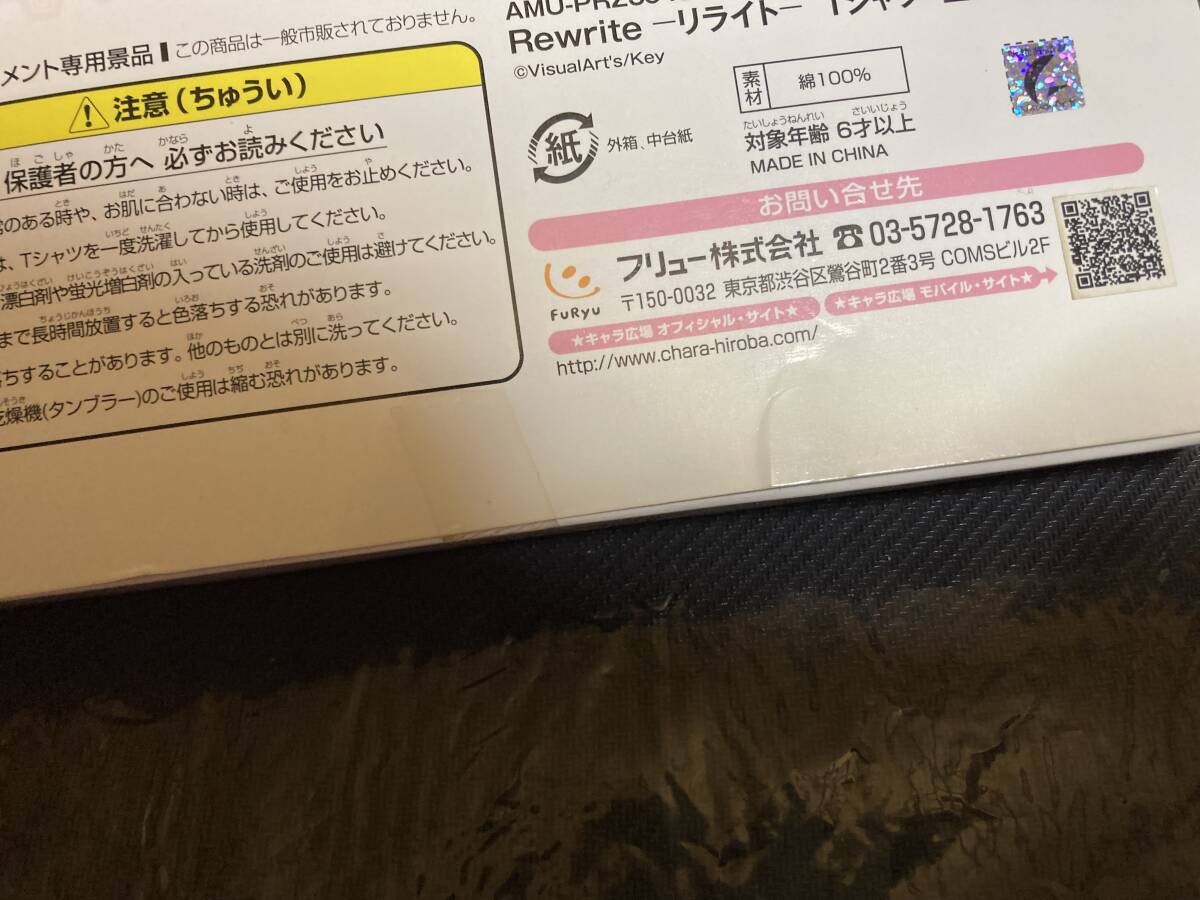 メント専用景品 ▌この商品は一般市販されておりません。
⚠ 注意(ちゅうい)
保護者の方へ 必ずお読みください
のある時や、お肌に合わない時は、ご使用をお止めください。
は、Tシャツを一度洗濯してから使用してください。
漂白剤や蛍光増白剤の入っている洗剤のご使用は避けてください。
まで長時間放置すると色落ちする恐れがあります。
ちすることがあります。他のものとは別に洗ってください。
燥機(タンブラー)のご使用は縮む恐れがあります。
Rewrite −リライト− Tシャツ
©VisualArt's/Key
紙 外箱、中台紙
素材 綿100%
対象年齢 6才以上
MADE IN CHINA
お問い合せ先
FuRyu
フリュー株式会社 ☎03-5728-1763
〒150-0032 東京都渋谷区鶯谷町2番3号 COMSビル2F
★キャラ広場 オフィシャル・サイト★
★キャラ広場 モバイル・サイト★
http://www.chara-hiroba.com/